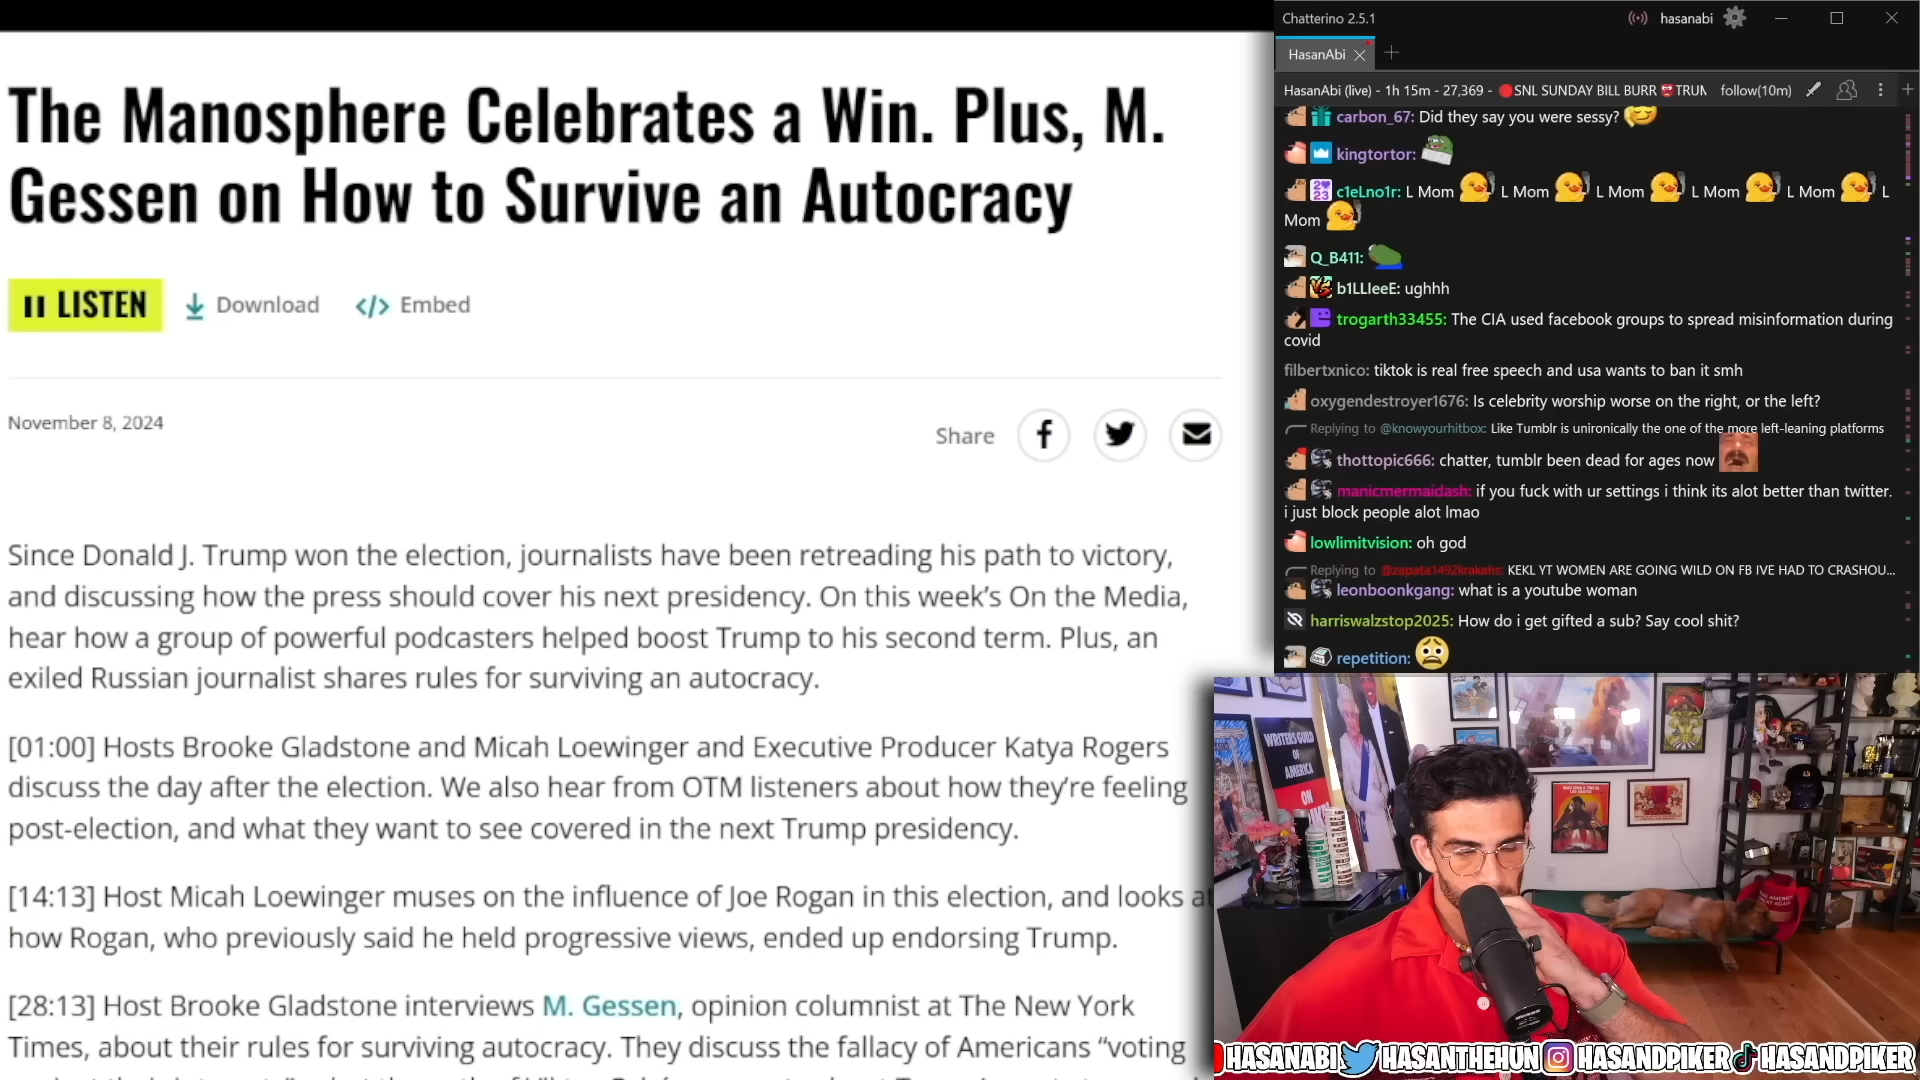 The Manosphere Celebrates a Win. Plus, M.
Gessen on How to Survive an Autocracy
LISTEN
Download
</> Embed
November 8, 2024
Share
Since Donald J. Trump won the election, journalists have been retreading his path to victory,
and discussing how the press should cover his next presidency. On this week's On the Media,
hear how a group of powerful podcasters helped boost Trump to his second term. Plus, an
exiled Russian journalist shares rules for surviving an autocracy.
[01:00] Hosts Brooke Gladstone and Micah Loewinger and Executive Producer Katya Rogers
discuss the day after the election. We also hear from OTM listeners about how they're feeling
post-election, and what they want to see covered in the next Trump presidency.
[14:13] Host Micah Loewinger muses on the influence of Joe Rogan in this election, and looks at
how Rogan, who previously said he held progressive views, ended up endorsing Trump.
[28:13] Host Brooke Gladstone interviews M. Gessen, opinion columnist at The New York
Times, about their rules for surviving autocracy. They discuss the fallacy of Americans "voting
Chatterino 2.5.1
hasanabi
HasanAbi
HasanAbi (live) - 1h 15m - 27,369 - SNL SUNDAY BILL BURR TRUM follow(10m)
carbon_67: Did they say you were sessy?
kingtortor:
c1eLno1r: L Mom L Mom L Mom L Mom L Mom L
Mom
Q_B411:
b1LLIeeE: ughhh
trogarth33455: The CIA used facebook groups to spread misinformation during
covid
filbertxnico: tiktok is real free speech and usa wants to ban it smh
oxygendestroyer1676: Is celebrity worship worse on the right, or the left?
Replying to @knowyourhitbox: Like Tumblr is unironically the one of the more left-leaning platforms
thottopic666: chatter, tumblr been dead for ages now
manicmermaidash: if you fuck with ur settings i think its alot better than twitter.
i just block people alot lmao
lowlimitvision: oh god
Replying to @zapata1492krakahs: KEKL YT WOMEN ARE GOING WILD ON FB IVE HAD TO CRASHOU...
leonboonkgang: what is a youtube woman
harriswalzstop2025: How do i get gifted a sub? Say cool shit?
repetition:
WRITERS GUILD
OF
AMERICA
ON
HASANABI HASANTHEHUN HASANDPIKER HASANDPIKER